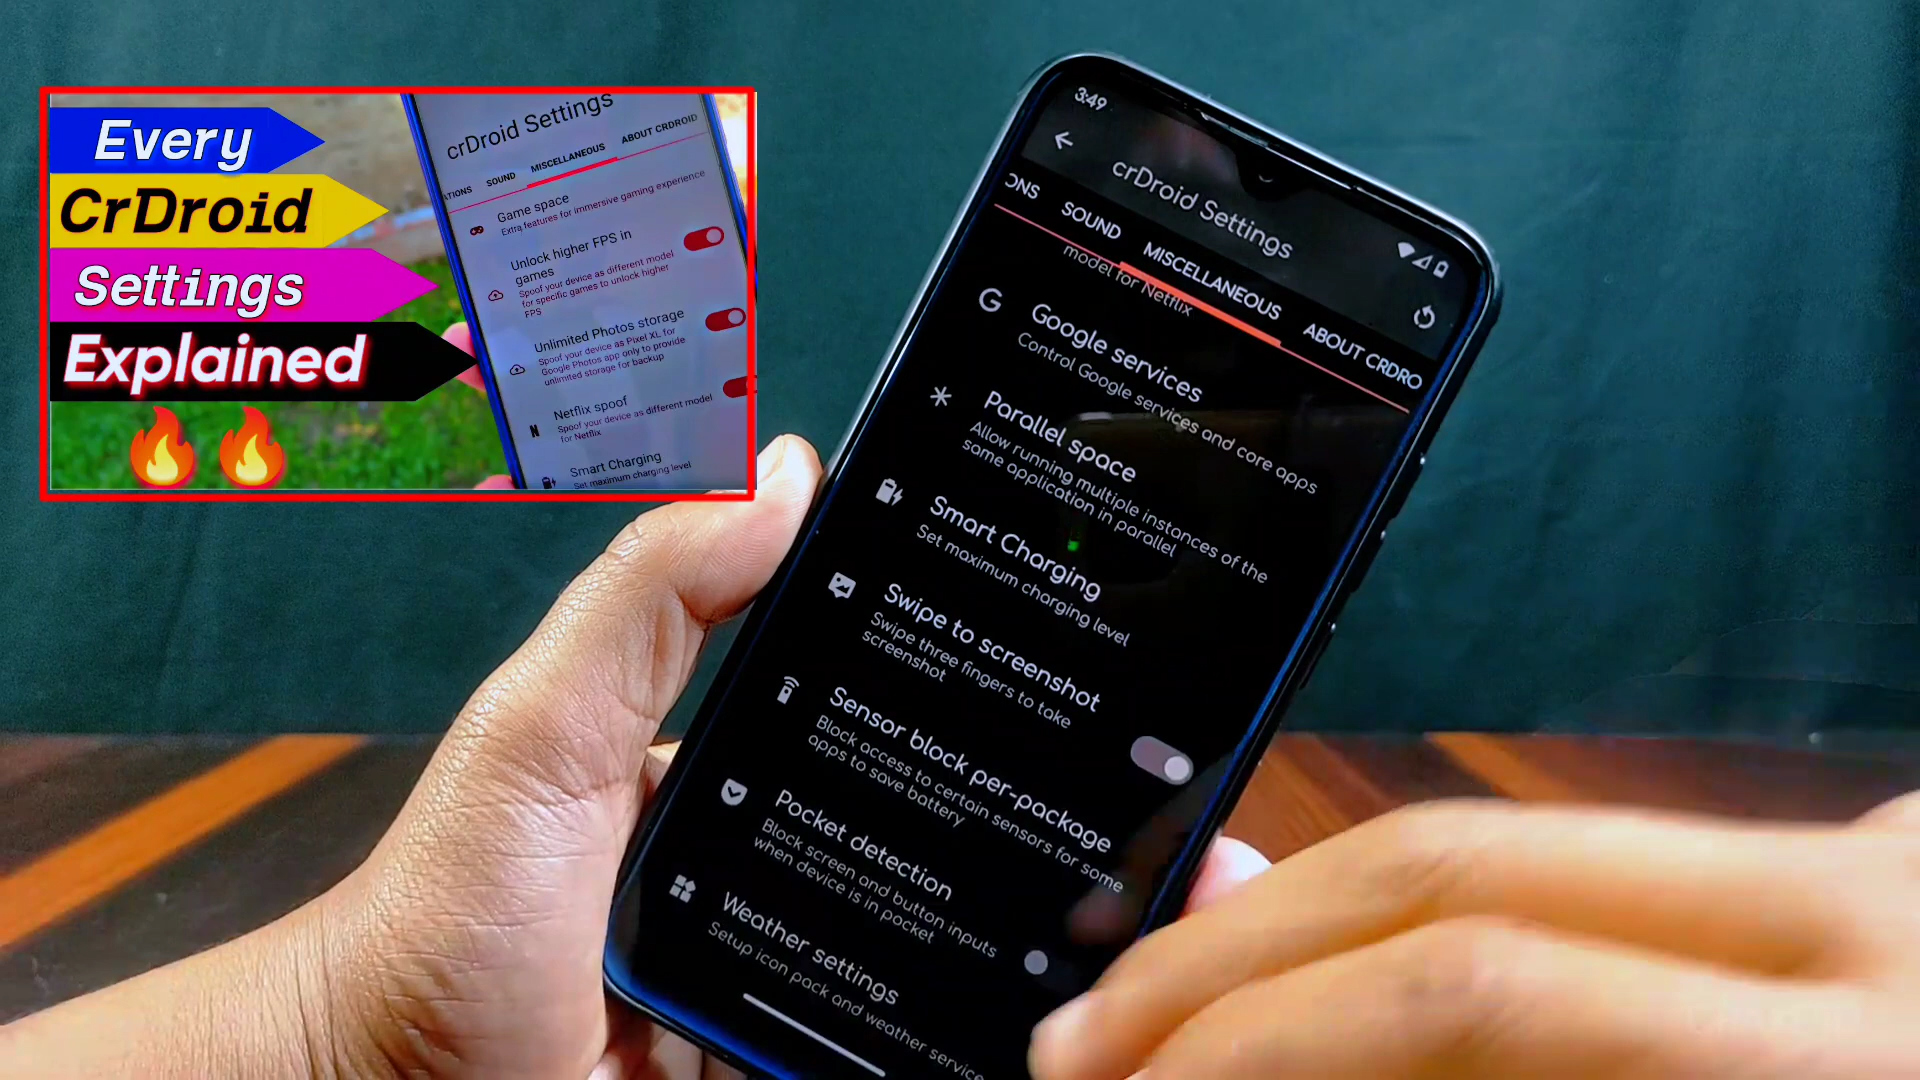 Every
CrDroid
Settings
Explained
crDroid Settings
ATIONS
SOUND
MISCELLANEOUS
ABOUT CRDROID
Game space
Extra features for immersive gaming experience
Unlock higher FPS in
games
Spoof your device as different model
for specific games to unlock higher
FPS
Unlimited Photos storage
Spoof your device as Pixel XL for
Google Photos app only to provide
unlimited storage for backup
Netflix spoof
Spoof your device as different model
for Netflix
Smart Charging
Set maximum charging level
3:49
crDroid Settings
ONS
SOUND
MISCELLANEOUS
ABOUT CRDRO
model for Netflix
Google services
Control Google services and core apps
Parallel space
Allow running multiple instances of the
same application in parallel
Smart Charging
Set maximum charging level
Swipe to screenshot
Swipe three fingers to take
screenshot
Sensor block per-package
Block access to certain sensors for some
apps to save battery
Pocket detection
Block screen and button inputs
when device is in pocket
Weather settings
Setup icon pack and weather service